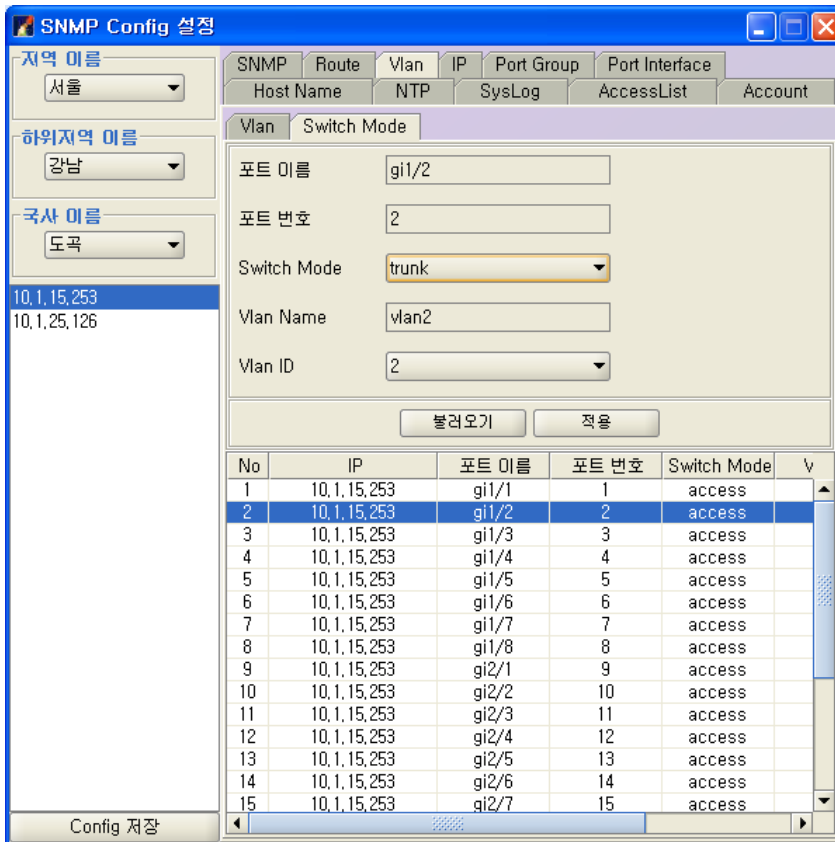 SNMP Config 설정
지역 이름
서울
하위지역 이름
강남
국사 이름
도곡
10,1,15,253
10,1,25,126
Config 저장
SNMP Route Vlan IP Port Group Port Interface
Host Name NTP SysLog AccessList Account
Vlan Switch Mode
포트 이름 gi1/2
포트 번호 2
Switch Mode trunk
Vlan Name vlan2
Vlan ID 2
불러오기 적용
No IP 포트 이름 포트 번호 Switch Mode V
1 10,1,15,253 gi1/1 1 access
2 10,1,15,253 gi1/2 2 access
3 10,1,15,253 gi1/3 3 access
4 10,1,15,253 gi1/4 4 access
5 10,1,15,253 gi1/5 5 access
6 10,1,15,253 gi1/6 6 access
7 10,1,15,253 gi1/7 7 access
8 10,1,15,253 gi1/8 8 access
9 10,1,15,253 gi2/1 9 access
10 10,1,15,253 gi2/2 10 access
11 10,1,15,253 gi2/3 11 access
12 10,1,15,253 gi2/4 12 access
13 10,1,15,253 gi2/5 13 access
14 10,1,15,253 gi2/6 14 access
15 10,1,15,253 gi2/7 15 access